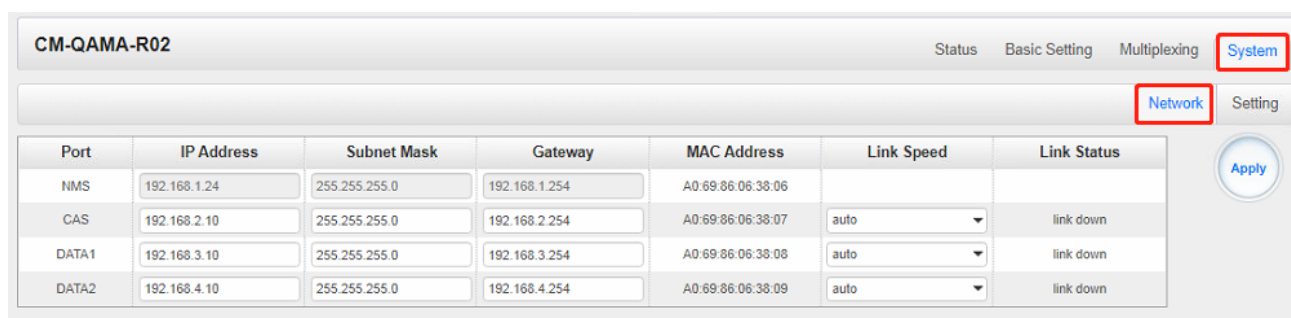 CM-QAMA-R02 Status Basic Setting Multiplexing System
Network Setting
Port IP Address Subnet Mask Gateway MAC Address Link Speed Link Status
Apply
NMS 192.168.1.24 255.255.255.0 192.168.1.254 A0:69:86:06:38:06
CAS 192.168.2.10 255.255.255.0 192.168.2.254 A0:69:86:06:38:07 auto link down
DATA1 192.168.3.10 255.255.255.0 192.168.3.254 A0:69:86:06:38:08 auto link down
DATA2 192.168.4.10 255.255.255.0 192.168.4.254 A0:69:86:06:38:09 auto link down